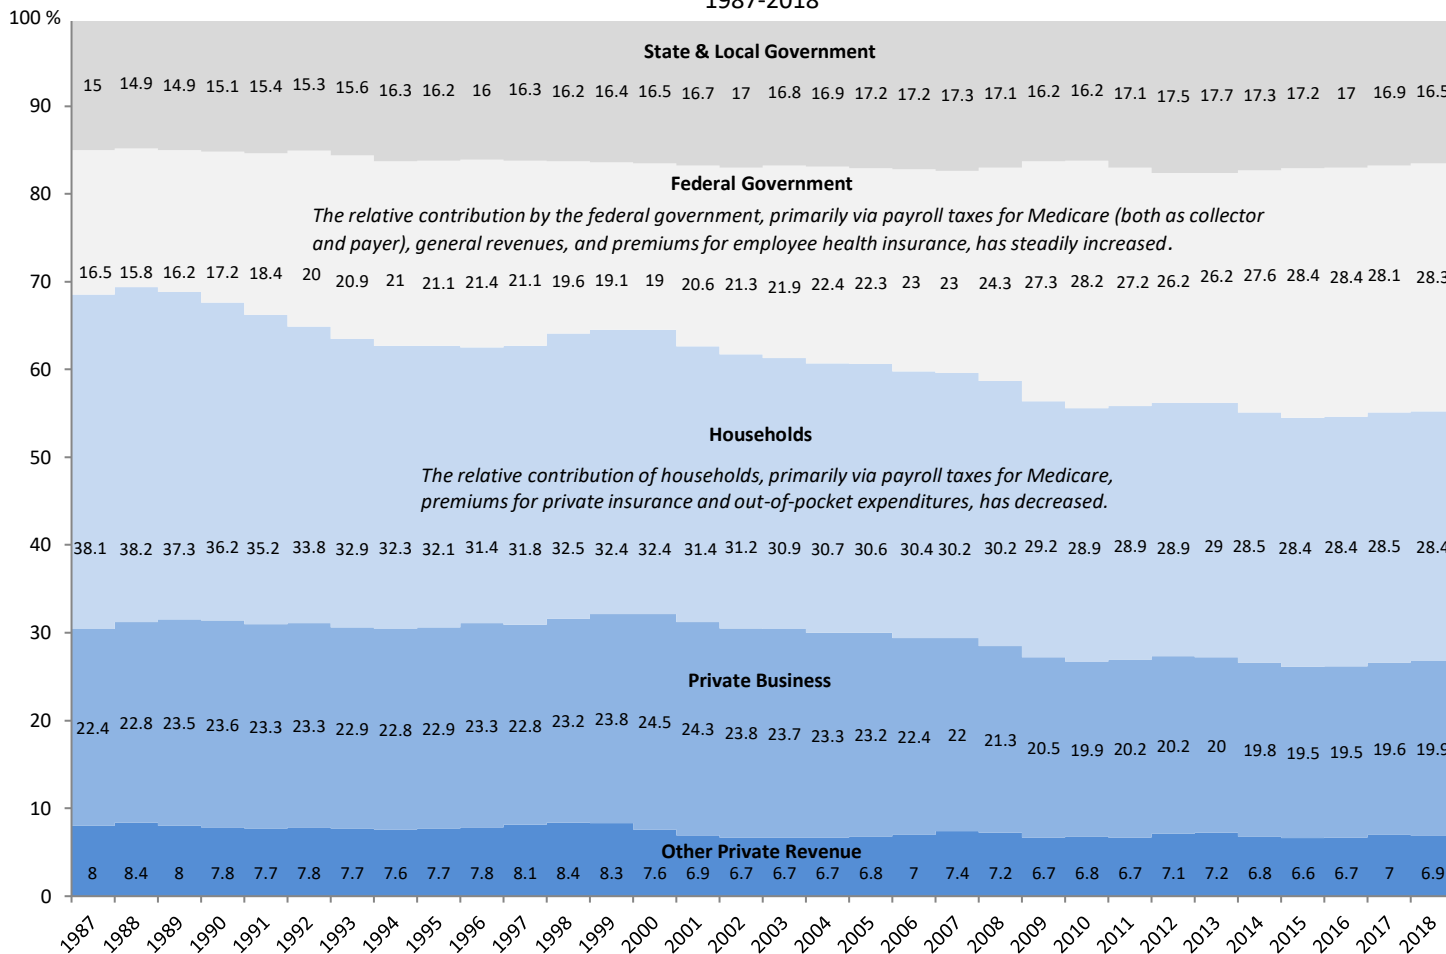 1987-2018
100 %
State & Local Government
15 14.9 14.9 15.1 15.4 15.3 15.6 16.3 16.2 16 16.3 16.2 16.4 16.5 16.7 17 16.8 16.9 17.2 17.2 17.3 17.1 16.2 16.2 17.1 17.5 17.7 17.3 17.2 17 16.9 16.5
90
80
Federal Government
The relative contribution by the federal government, primarily via payroll taxes for Medicare (both as collector
and payer), general revenues, and premiums for employee health insurance, has steadily increased.
16.5 15.8 16.2 17.2 18.4 20 20.9 21 21.1 21.4 21.1 19.6 19.1 19 20.6 21.3 21.9 22.4 22.3 23 23 24.3 27.3 28.2 27.2 26.2 26.2 27.6 28.4 28.4 28.1 28.3
70
60
Households
50
The relative contribution of households, primarily via payroll taxes for Medicare,
premiums for private insurance and out-of-pocket expenditures, has decreased.
40
38.1 38.2 37.3 36.2 35.2 33.8 32.9 32.3 32.1 31.4 31.8 32.5 32.4 32.4 31.4 31.2 30.9 30.7 30.6 30.4 30.2 30.2 29.2 28.9 28.9 28.9 29 28.5 28.4 28.4 28.5 28.4
30
Private Business
20
22.4 22.8 23.5 23.6 23.3 23.3 22.9 22.8 22.9 23.3 22.8 23.2 23.8 24.5 24.3 23.8 23.7 23.3 23.2 22.4 22 21.3 20.5 19.9 20.2 20.2 20 19.8 19.5 19.5 19.6 19.9
10
Other Private Revenue
8 8.4 8 7.8 7.7 7.8 7.7 7.6 7.7 7.8 8.1 8.4 8.3 7.6 6.9 6.7 6.7 6.7 6.8 7 7.4 7.2 6.7 6.8 6.7 7.1 7.2 6.8 6.6 6.7 7 6.9
0
1987 1988 1989 1990 1991 1992 1993 1994 1995 1996 1997 1998 1999 2000 2001 2002 2003 2004 2005 2006 2007 2008 2009 2010 2011 2012 2013 2014 2015 2016 2017 2018